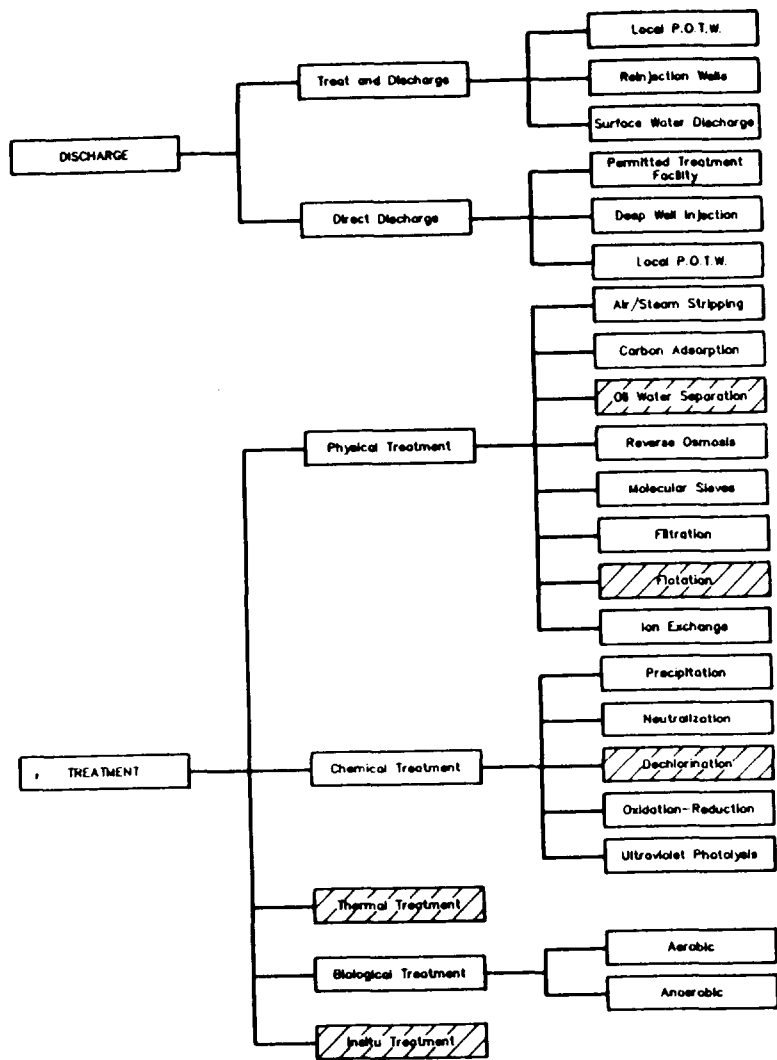 Local P.O.T.W.
Treat and Discharge
Reinjection Wells
Surface Water Discharge
DISCHARGE
Permitted Treatment
Facility
Direct Discharge
Deep Well Injection
Local P.O.T.W.
Air/Steam Stripping
Carbon Adsorption
Oil Water Separation
Physical Treatment
Reverse Osmosis
Molecular Sieves
Filtration
Flotation
Ion Exchange
Precipitation
Neutralization
TREATMENT
Chemical Treatment
Dechlorination
Oxidation-Reduction
Ultraviolet Photolysis
Thermal Treatment
Biological Treatment
Aerobic
Anaerobic
Insitu Treatment